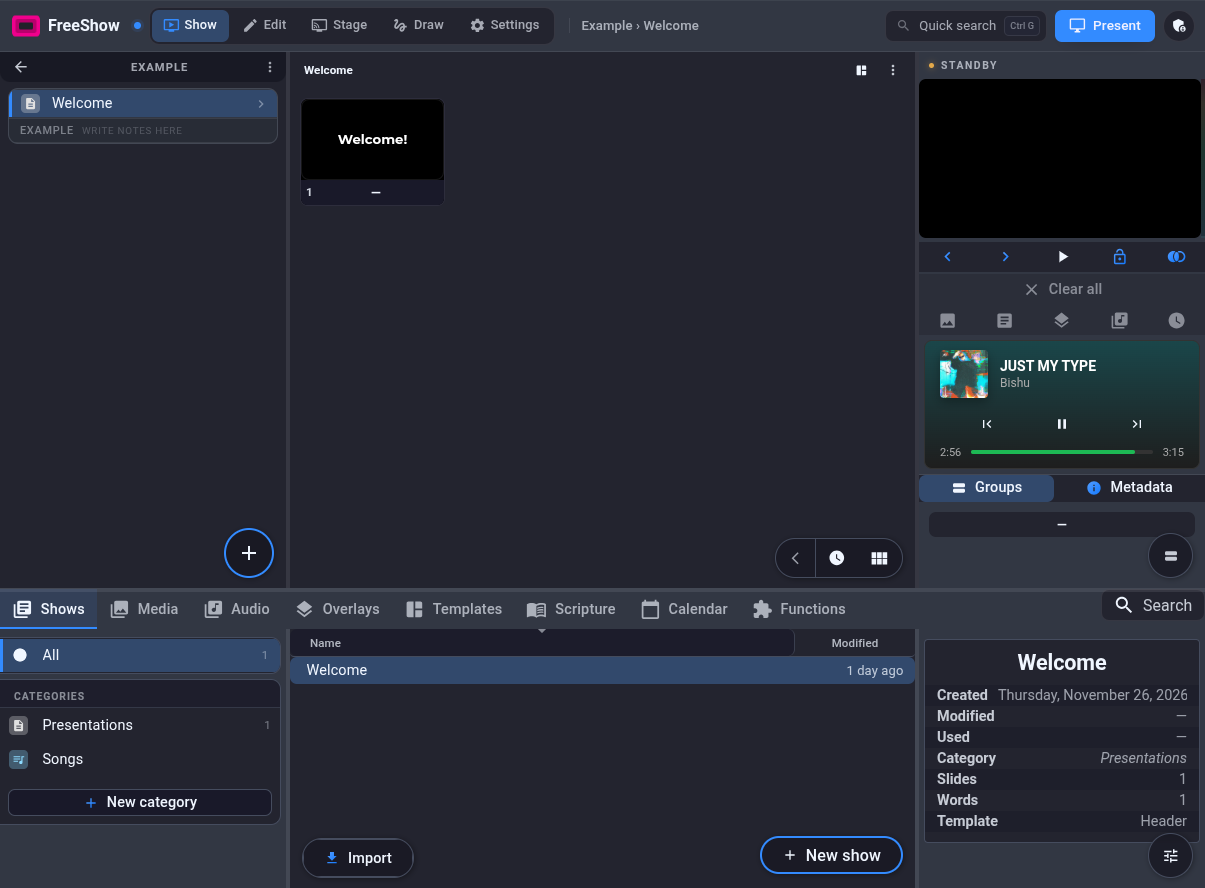 FreeShow
Show
Edit
Stage
Draw
Settings
Example › Welcome
Quick search
Ctrl G
Present
EXAMPLE
Welcome
EXAMPLE WRITE NOTES HERE
Welcome
Welcome!
1 —
STANDBY
Clear all
JUST MY TYPE
Bishu
2:56
3:15
Groups
Metadata
—
Shows
Media
Audio
Overlays
Templates
Scripture
Calendar
Functions
Search
All 1
CATEGORIES
Presentations 1
Songs
New category
Name Modified
Welcome 1 day ago
Import
New show
Welcome
Created Thursday, November 26, 2026
Modified —
Used —
Category Presentations
Slides 1
Words 1
Template Header